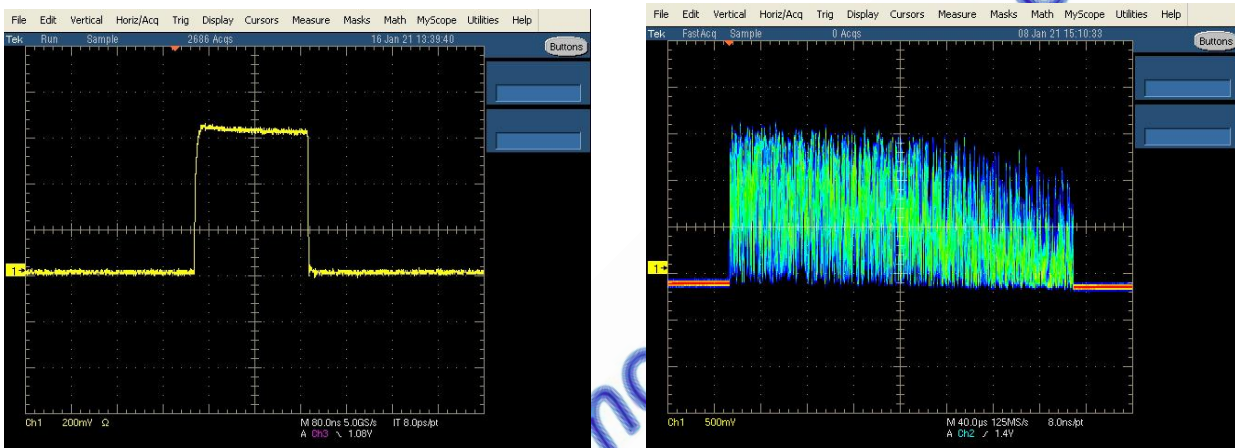 File Edit Vertical Horiz/Acq Trig Display Cursors Measure Masks Math MyScope Utilities Help
Tek Run Sample 2686 Acqs 16 Jan 21 13:39:40
Buttons
1
Ch1 200mV Ω M 80.0ns 5.0GS/s IT 8.0ps/pt
A Ch3 ∖ 1.08V
File Edit Vertical Horiz/Acq Trig Display Cursors Measure Masks Math MyScope Utilities Help
Tek FastAcq Sample 0 Acqs 08 Jan 21 15:10:33
Buttons
1
Ch1 500mV M 40.0µs 125MS/s 8.0ns/pt
A Ch2 ∕ 1.4V